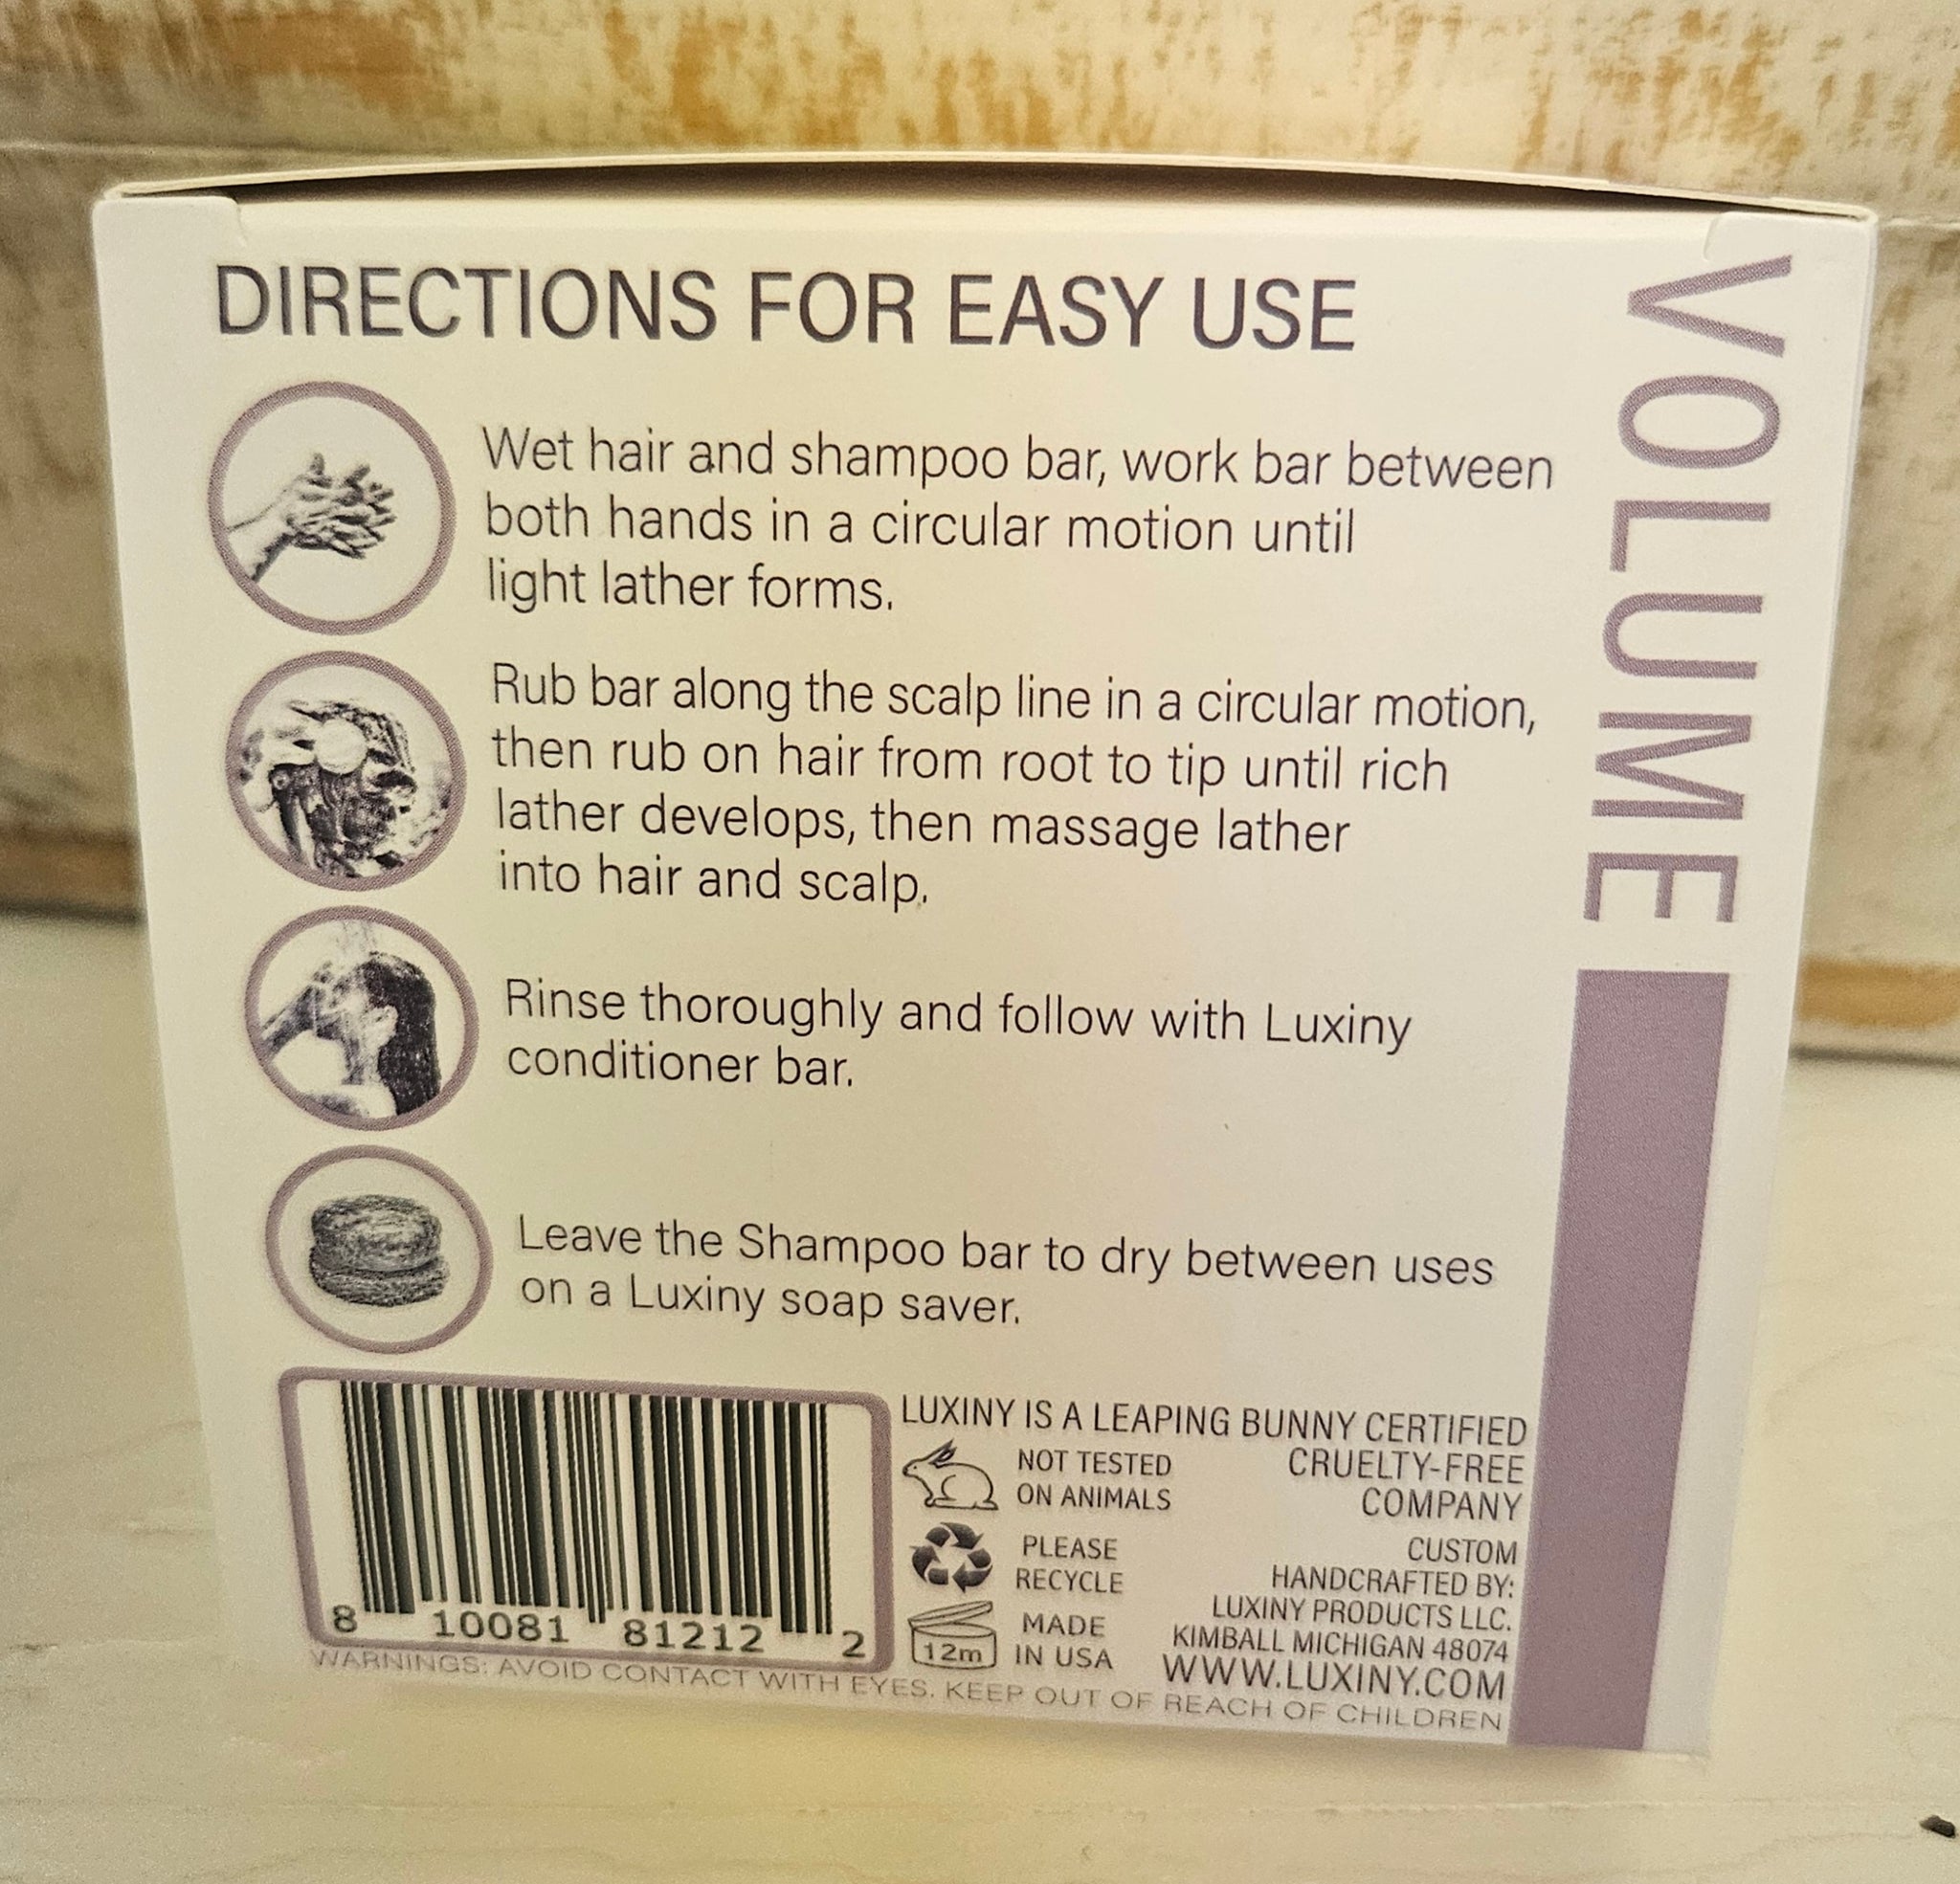 DIRECTIONS FOR EASY USE
Wet hair and shampoo bar, work bar between
both hands in a circular motion until
light lather forms.
Rub bar along the scalp line in a circular motion,
then rub on hair from root to tip until rich
lather develops, then massage lather
into hair and scalp.
Rinse thoroughly and follow with Luxiny
conditioner bar.
Leave the Shampoo bar to dry between uses
on a Luxiny soap saver.
VOLUME
8 10081 81212 2
LUXINY IS A LEAPING BUNNY CERTIFIED
CRUELTY-FREE
COMPANY
NOT TESTED
ON ANIMALS
PLEASE
RECYCLE
12m
MADE
IN USA
CUSTOM
HANDCRAFTED BY:
LUXINY PRODUCTS LLC.
KIMBALL MICHIGAN 48074
WWW.LUXINY.COM
WARNINGS: AVOID CONTACT WITH EYES. KEEP OUT OF REACH OF CHILDREN